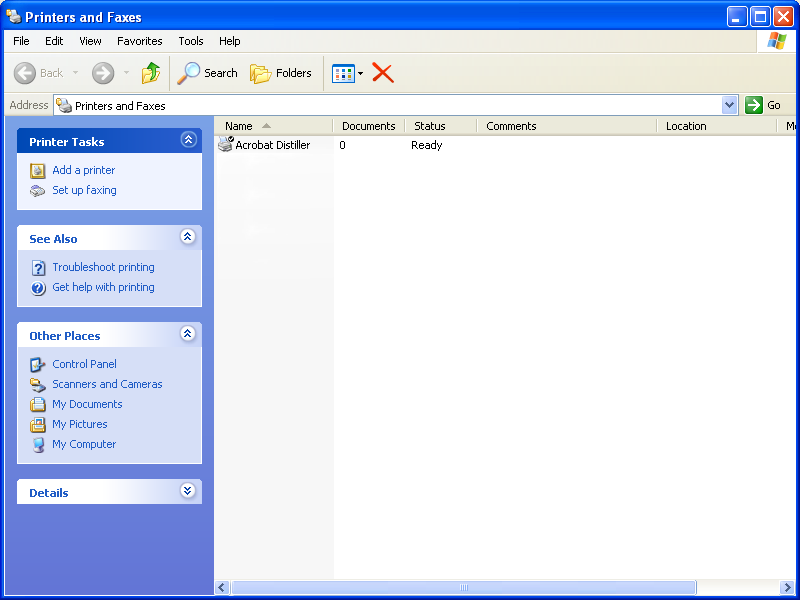 Printers and Faxes
File Edit View Favorites Tools Help
Back Search Folders
Address Printers and Faxes Go
Printer Tasks
Add a printer
Set up faxing
See Also
Troubleshoot printing
Get help with printing
Other Places
Control Panel
Scanners and Cameras
My Documents
My Pictures
My Computer
Details
Name Documents Status Comments Location
Acrobat Distiller 0 Ready